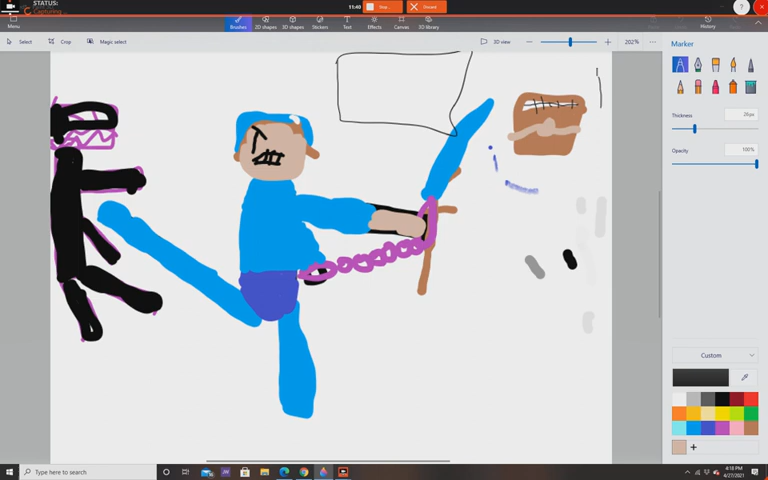 STATUS:
Capturing...
11:40
Stop...
Discard
Menu
Brushes
2D shapes
3D shapes
Stickers
Text
Effects
Canvas
3D library
History
Select
Crop
Magic select
3D view
202%
Marker
Thickness
20px
Opacity
100%
Custom
Type here to search
4:18 PM
4/27/2021